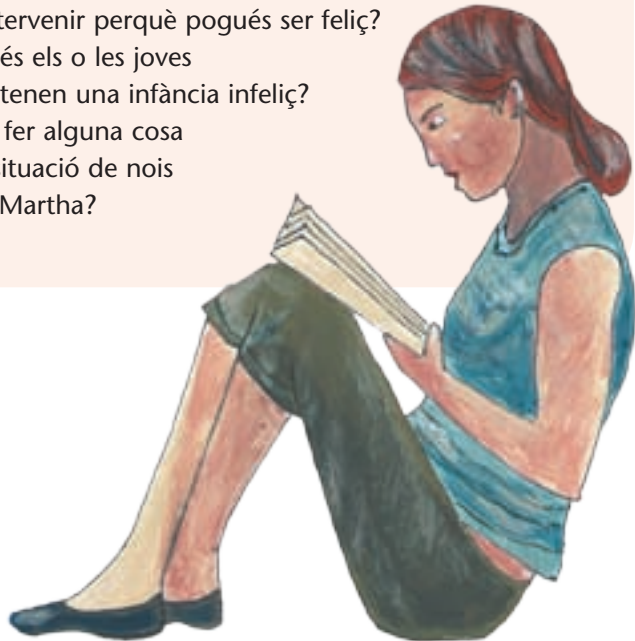 tervenir perquè pogués ser feliç?
és els o les joves
tenen una infància infeliç?
fer alguna cosa
situació de nois
Martha?